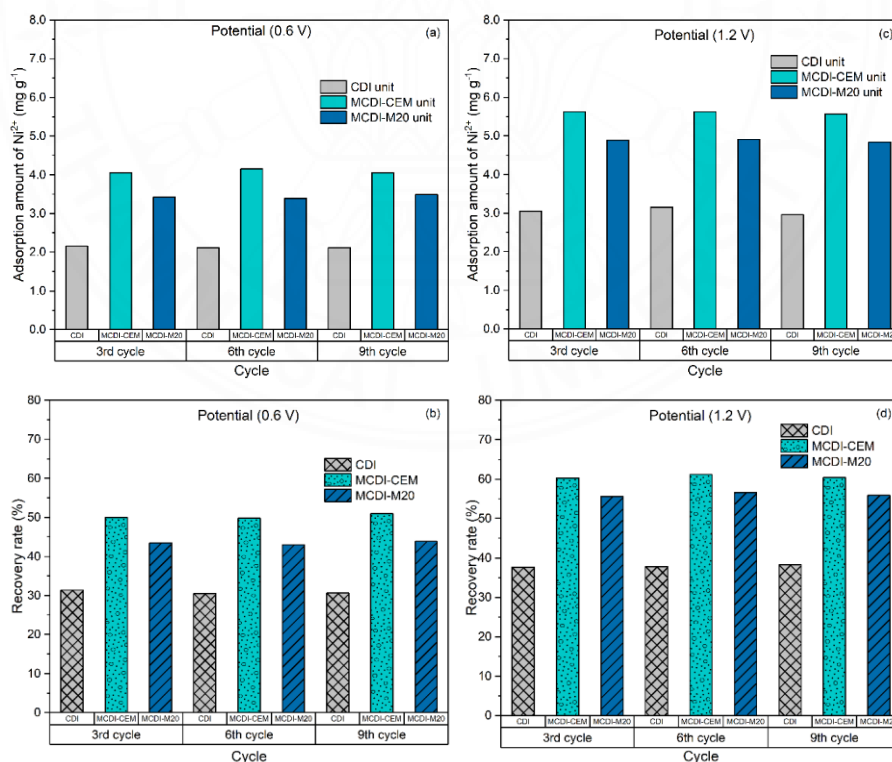 Potential (0.6 V)
(a)
CDI unit
MCDI-CEM unit
MCDI-M20 unit
Adsorption amount of Ni²⁺ (mg g⁻¹)
8.0
7.0
6.0
5.0
4.0
3.0
2.0
1.0
0.0
CDI MCDI-CEM MCDI-M20 CDI MCDI-CEM MCDI-M20 CDI MCDI-CEM MCDI-M20
3rd cycle 6th cycle 9th cycle
Cycle
Potential (1.2 V)
(c)
CDI unit
MCDI-CEM unit
MCDI-M20 unit
Adsorption amount of Ni²⁺ (mg g⁻¹)
8.0
7.0
6.0
5.0
4.0
3.0
2.0
1.0
0.0
CDI MCDI-CEM MCDI-M20 CDI MCDI-CEM MCDI-M20 CDI MCDI-CEM MCDI-M2
3rd cycle 6th cycle 9th cycle
Cycle
Potential (0.6 V)
(b)
CDI
MCDI-CEM
MCDI-M20
Recovery rate (%)
80
70
60
50
40
30
20
10
0
CDI MCDI-CEM MCDI-M20 CDI MCDI-CEM MCDI-M20 CDI MCDI-CEM MCDI-M20
3rd cycle 6th cycle 9th cycle
Cycle
Potential (1.2 V)
(d)
CDI
MCDI-CEM
MCDI-M20
Recovery rate (%)
80
70
60
50
40
30
20
10
0
CDI MCDI-CEM MCDI-M20 CDI MCDI-CEM MCDI-M20 CDI MCDI-CEM MCDI-M2
3rd cycle 6th cycle 9th cycle
Cycle